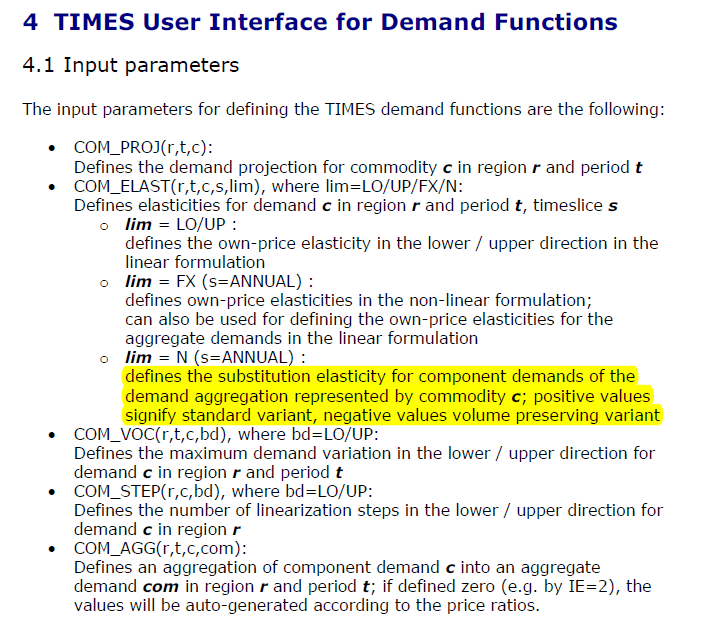 4 TIMES User Interface for Demand Functions
4.1 Input parameters
The input parameters for defining the TIMES demand functions are the following:
• COM_PROJ(r,t,c):
Defines the demand projection for commodity c in region r and period t
• COM_ELAST(r,t,c,s,lim), where lim=LO/UP/FX/N:
Defines elasticities for demand c in region r and period t, timeslice s
o lim = LO/UP :
defines the own-price elasticity in the lower / upper direction in the
linear formulation
o lim = FX (s=ANNUAL) :
defines own-price elasticities in the non-linear formulation;
can also be used for defining the own-price elasticities for the
aggregate demands in the linear formulation
o lim = N (s=ANNUAL) :
defines the substitution elasticity for component demands of the
demand aggregation represented by commodity c; positive values
signify standard variant, negative values volume preserving variant
• COM_VOC(r,t,c,bd), where bd=LO/UP:
Defines the maximum demand variation in the lower / upper direction for
demand c in region r and period t
• COM_STEP(r,c,bd), where bd=LO/UP:
Defines the number of linearization steps in the lower / upper direction for
demand c in region r
• COM_AGG(r,t,c,com):
Defines an aggregation of component demand c into an aggregate
demand com in region r and period t; if defined zero (e.g. by IE=2), the
values will be auto-generated according to the price ratios.